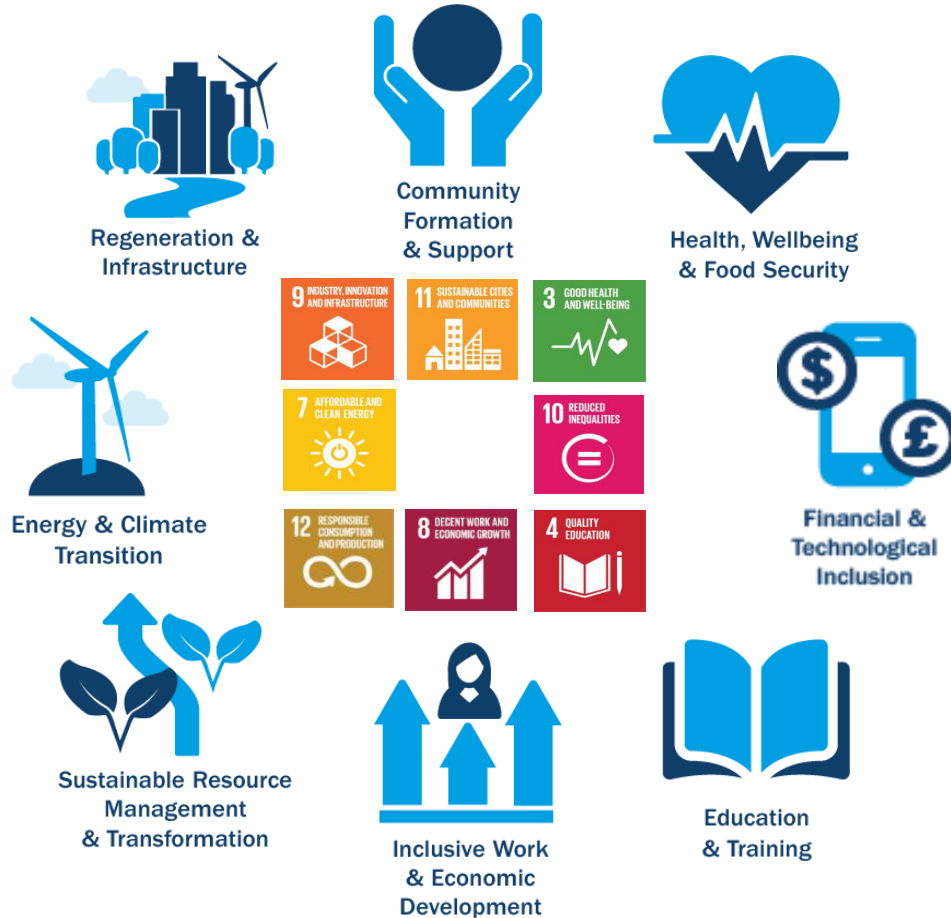 Community
Formation
& Support
Regeneration &
Infrastructure
Health, Wellbeing
& Food Security
9 INDUSTRY, INNOVATION
AND INFRASTRUCTURE
11 SUSTAINABLE CITIES
AND COMMUNITIES
3 GOOD HEALTH
AND WELL-BEING
7 AFFORDABLE AND
CLEAN ENERGY
10 REDUCED
INEQUALITIES
$
£
Energy & Climate
Transition
12 RESPONSIBLE
CONSUMPTION
AND PRODUCTION
8 DECENT WORK AND
ECONOMIC GROWTH
4 QUALITY
EDUCATION
Financial &
Technological
Inclusion
Sustainable Resource
Management
& Transformation
Inclusive Work
& Economic
Development
Education
& Training